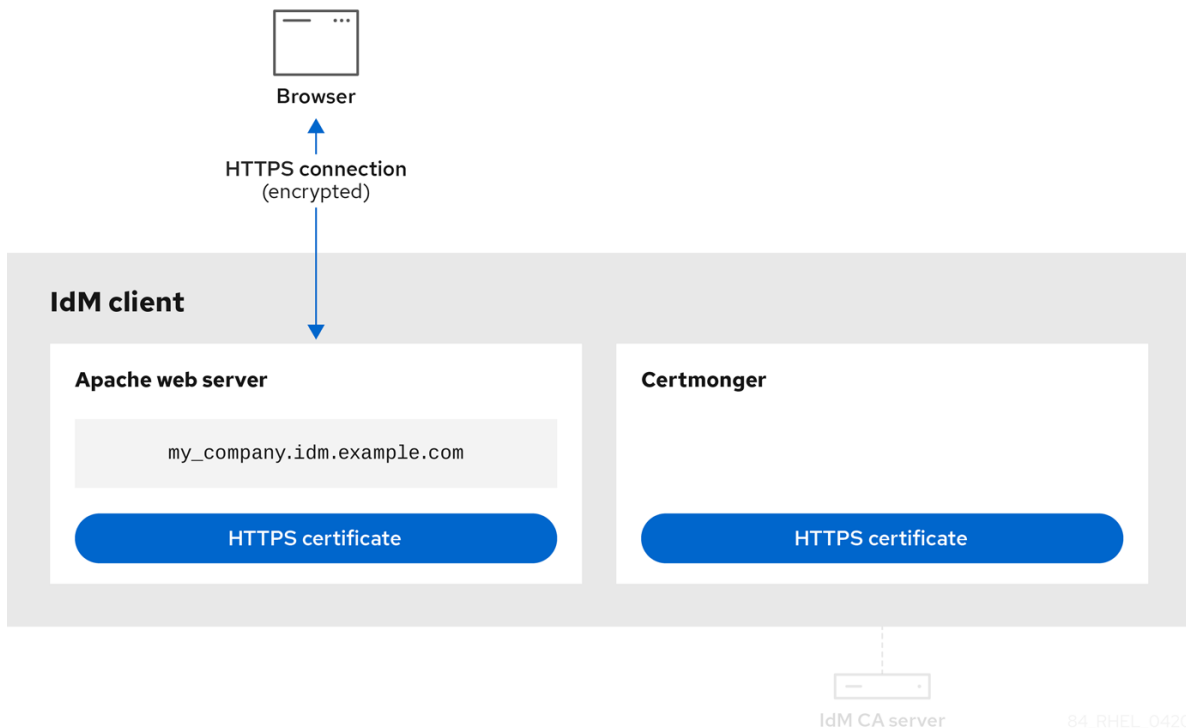 Browser
HTTPS connection
(encrypted)
IdM client
Apache web server
my_company.idm.example.com
HTTPS certificate
Certmonger
HTTPS certificate
IdM CA server
84_RHEL_0420